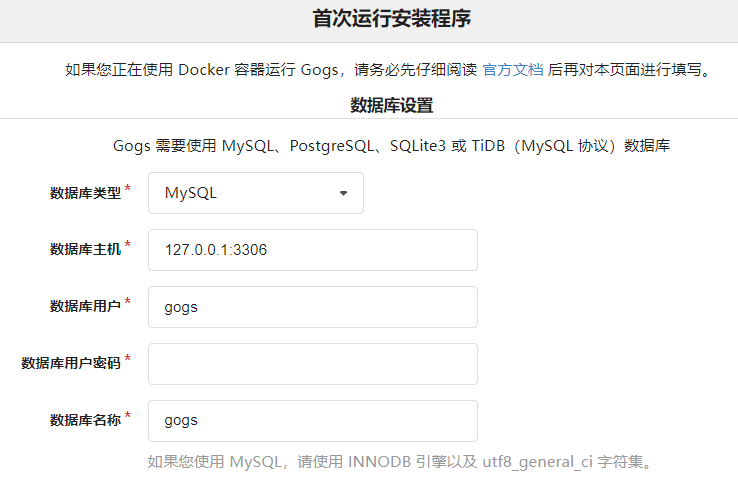 首次运行安装程序
如果您正在使用 Docker 容器运行 Gogs，请务必先仔细阅读 官方文档 后再对本页面进行填写。
数据库设置
Gogs 需要使用 MySQL、PostgreSQL、SQLite3 或 TiDB（MySQL 协议）数据库
数据库类型* MySQL
数据库主机* 127.0.0.1:3306
数据库用户* gogs
数据库用户密码*
数据库名称* gogs
如果您使用 MySQL，请使用 INNODB 引擎以及 utf8_general_ci 字符集。